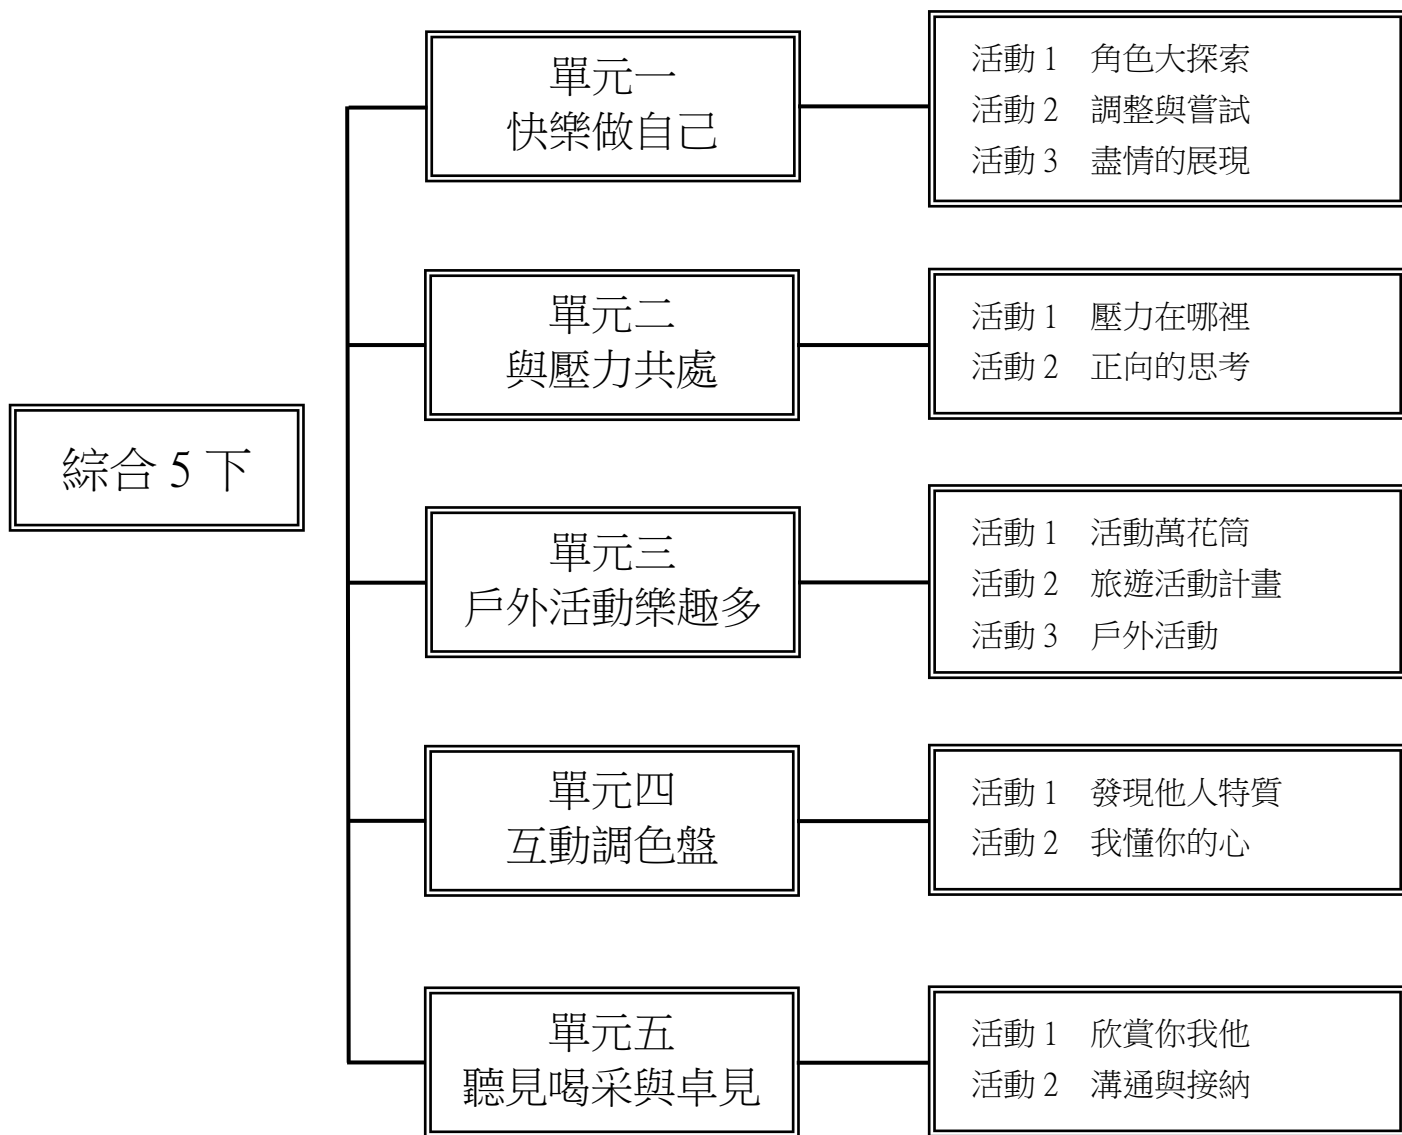 綜合 5 下
單元一
快樂做自己
活動 1 角色大探索
活動 2 調整與嘗試
活動 3 盡情的展現
單元二
與壓力共處
活動 1 壓力在哪裡
活動 2 正向的思考
單元三
戶外活動樂趣多
活動 1 活動萬花筒
活動 2 旅遊活動計畫
活動 3 戶外活動
單元四
互動調色盤
活動 1 發現他人特質
活動 2 我懂你的心
單元五
聽見喝采與卓見
活動 1 欣賞你我他
活動 2 溝通與接納